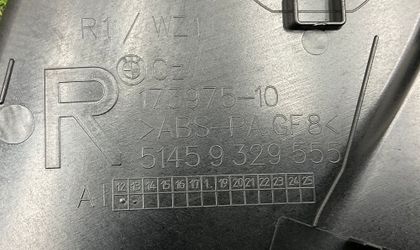 R1/WZ1
R. Cz
173975-10
>ABS-PA GF8<
5145 9 329 555
A1 12 13 14 15 16 17 1. 19 20 21 22 23 24 25